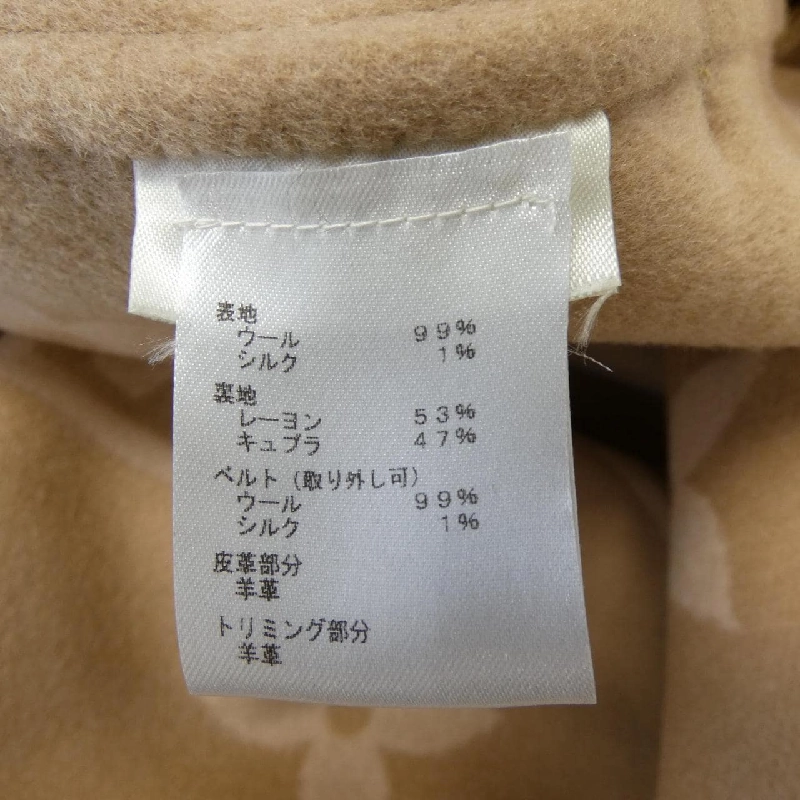 表地
ウール 99%
シルク 1%
裏地
レーヨン 53%
キュプラ 47%
ベルト(取り外し可)
ウール 99%
シルク 1%
皮革部分
羊革
トリミング部分
羊革